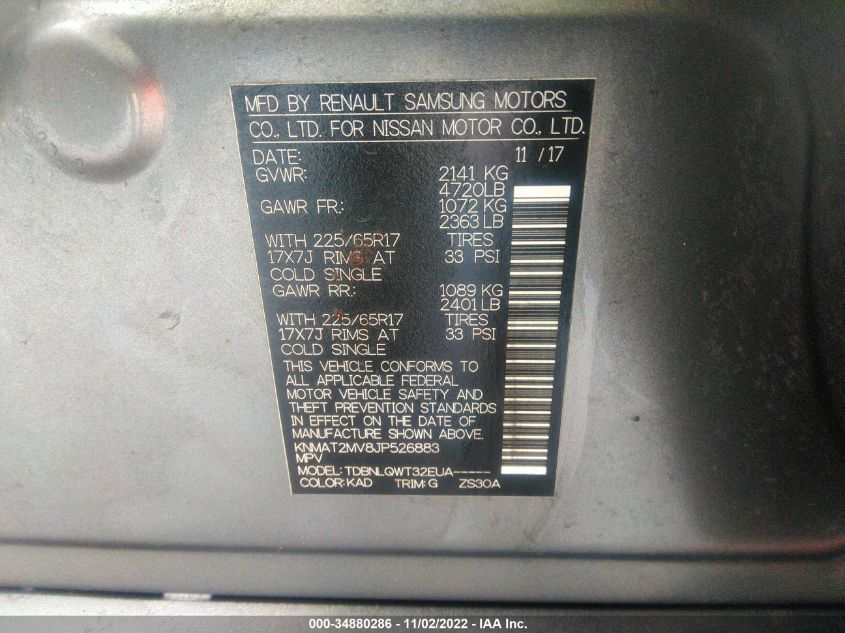 MFD BY RENAULT SAMSUNG MOTORS
CO., LTD. FOR NISSAN MOTOR CO., LTD.
DATE: 11 / 17
GVWR: 2141 KG
4720LB
GAWR FR.: 1072 KG
2363 LB
WITH 225/65R17 TIRES
17X7J RIMS AT 33 PSI
COLD SINGLE
GAWR RR.: 1089 KG
2401 LB
WITH 225/65R17 TIRES
17X7J RIMS AT 33 PSI
COLD SINGLE
THIS VEHICLE CONFORMS TO
ALL APPLICABLE FEDERAL
MOTOR VEHICLE SAFETY AND
THEFT PREVENTION STANDARDS
IN EFFECT ON THE DATE OF
MANUFACTURE SHOWN ABOVE.
KNMAT2MV8JP526883
MPV
MODEL: TDBNLQWT32EUA------
COLOR: KAD TRIM: G ZS30A
000-34880286 - 11/02/2022 - IAA Inc.